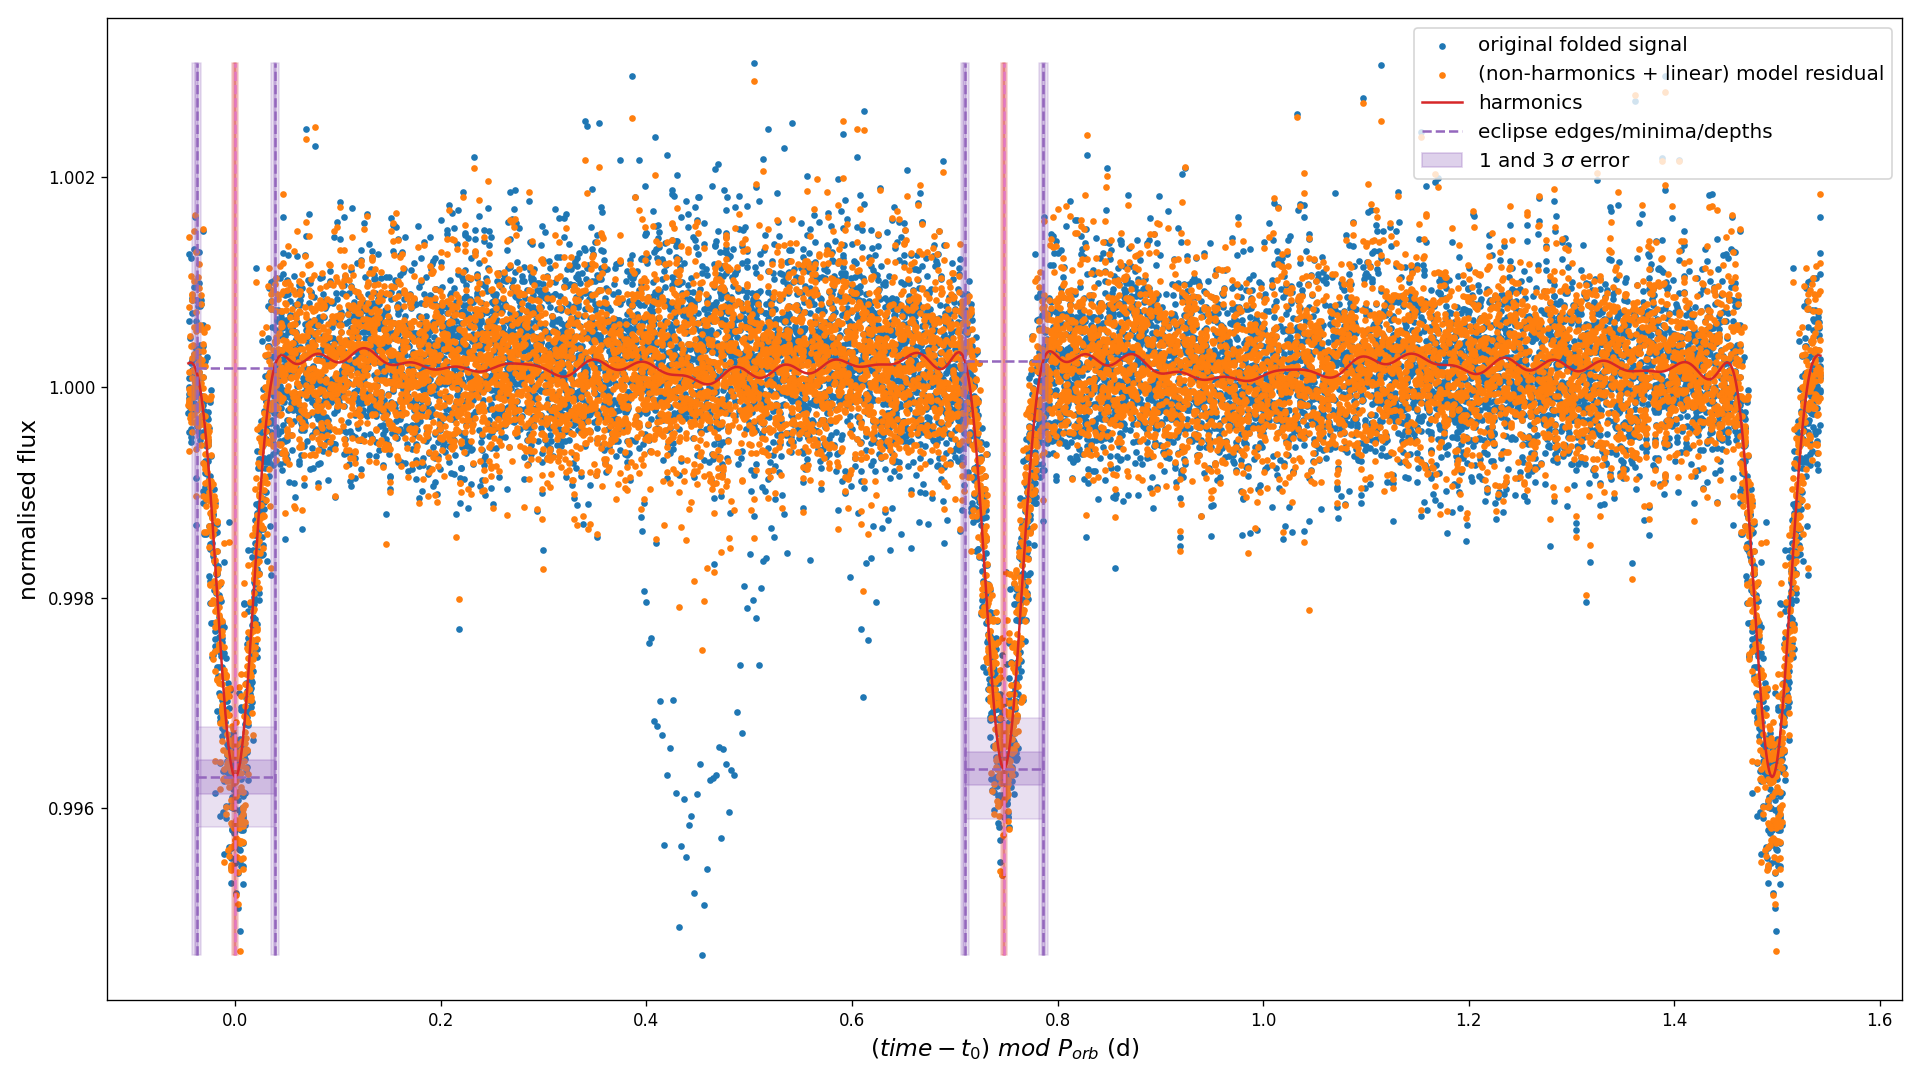 original folded signal
(non-harmonics + linear) model residual
harmonics
eclipse edges/minima/depths
1 and 3 σ error
normalised flux
1.002
1.000
0.998
0.996
0.0 0.2 0.4 0.6 0.8 1.0 1.2 1.4 1.6
(time − t₀) mod Pₒᵣb (d)